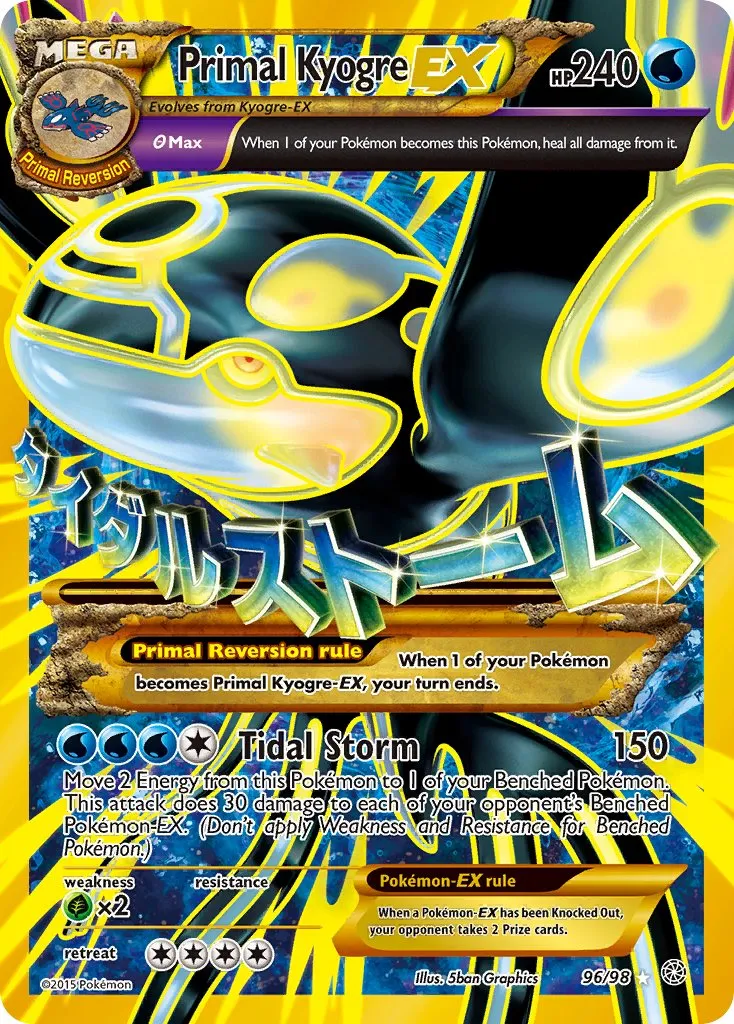 MEGA
Primal Kyogre EX
HP240
Evolves from Kyogre-EX
Primal Reversion
θ Max
When 1 of your Pokémon becomes this Pokémon, heal all damage from it.
タイダルストーム
Primal Reversion rule
When 1 of your Pokémon
becomes Primal Kyogre-EX, your turn ends.
Tidal Storm 150
Move 2 Energy from this Pokémon to 1 of your Benched Pokémon.
This attack does 30 damage to each of your opponent's Benched
Pokémon-EX. (Don't apply Weakness and Resistance for Benched
Pokémon.)
weakness resistance
×2
Pokémon-EX rule
When a Pokémon-EX has been Knocked Out,
your opponent takes 2 Prize cards.
retreat
©2015 Pokémon
Illus. 5ban Graphics
96/98